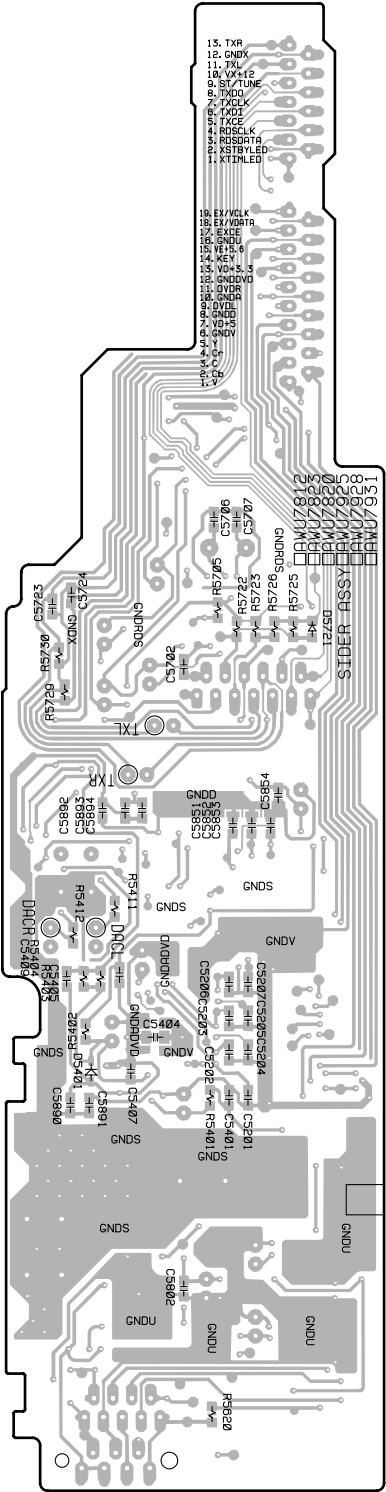 13. TXR
12. GNDX
11. TXL
10. VX+12
9. ST/TUNE
8. TXDO
7. TXCLK
6. TXDI
5. TXCE
4. RDSCLK
3. RDSDATA
2. XSTBYLED
1. XTIMLED
19. EX/VCLK
18. EX/VDATA
17. EXCE
16. GNDU
15. VE+5.6
14. KEY
13. VD+3.3
12. GNDDVD
11. DVDR
10. GNDA
9. DVDL
8. GNDD
7. VD+5
6. GNDV
5. Y
4. Cr
3. C
2. Cb
1. V
□AWU7812
□AWU7823
□AWU7820
□AWU7925
□AWU7928
□AWU7931
SIDER ASSY
C5706
C5707
GNDRDS
R5705
R5722
R5723
R5726
R5725
D5721
C5723
C5724
GNDX
GNDRDS
R5730
R5729
C5702
TXL
TXR
C5892
C5893
C5894
GNDD
C5851
C5852
C5853
C5854
GNDS
GNDS
R5411
R5412
DACR
DACL
R5404
C5409
R5403
R5405
GNDDVD
GNDV
C5206
C5203
C5207
C5205
C5204
R5402
D5401
GNDADVD
C5404
GNDV
GNDS
C5202
C5890
C5891
C5407
R5401
C5401
C5201
GNDS
GNDS
GNDS
GNDU
C5802
GNDU
GNDU
GNDU
R5620